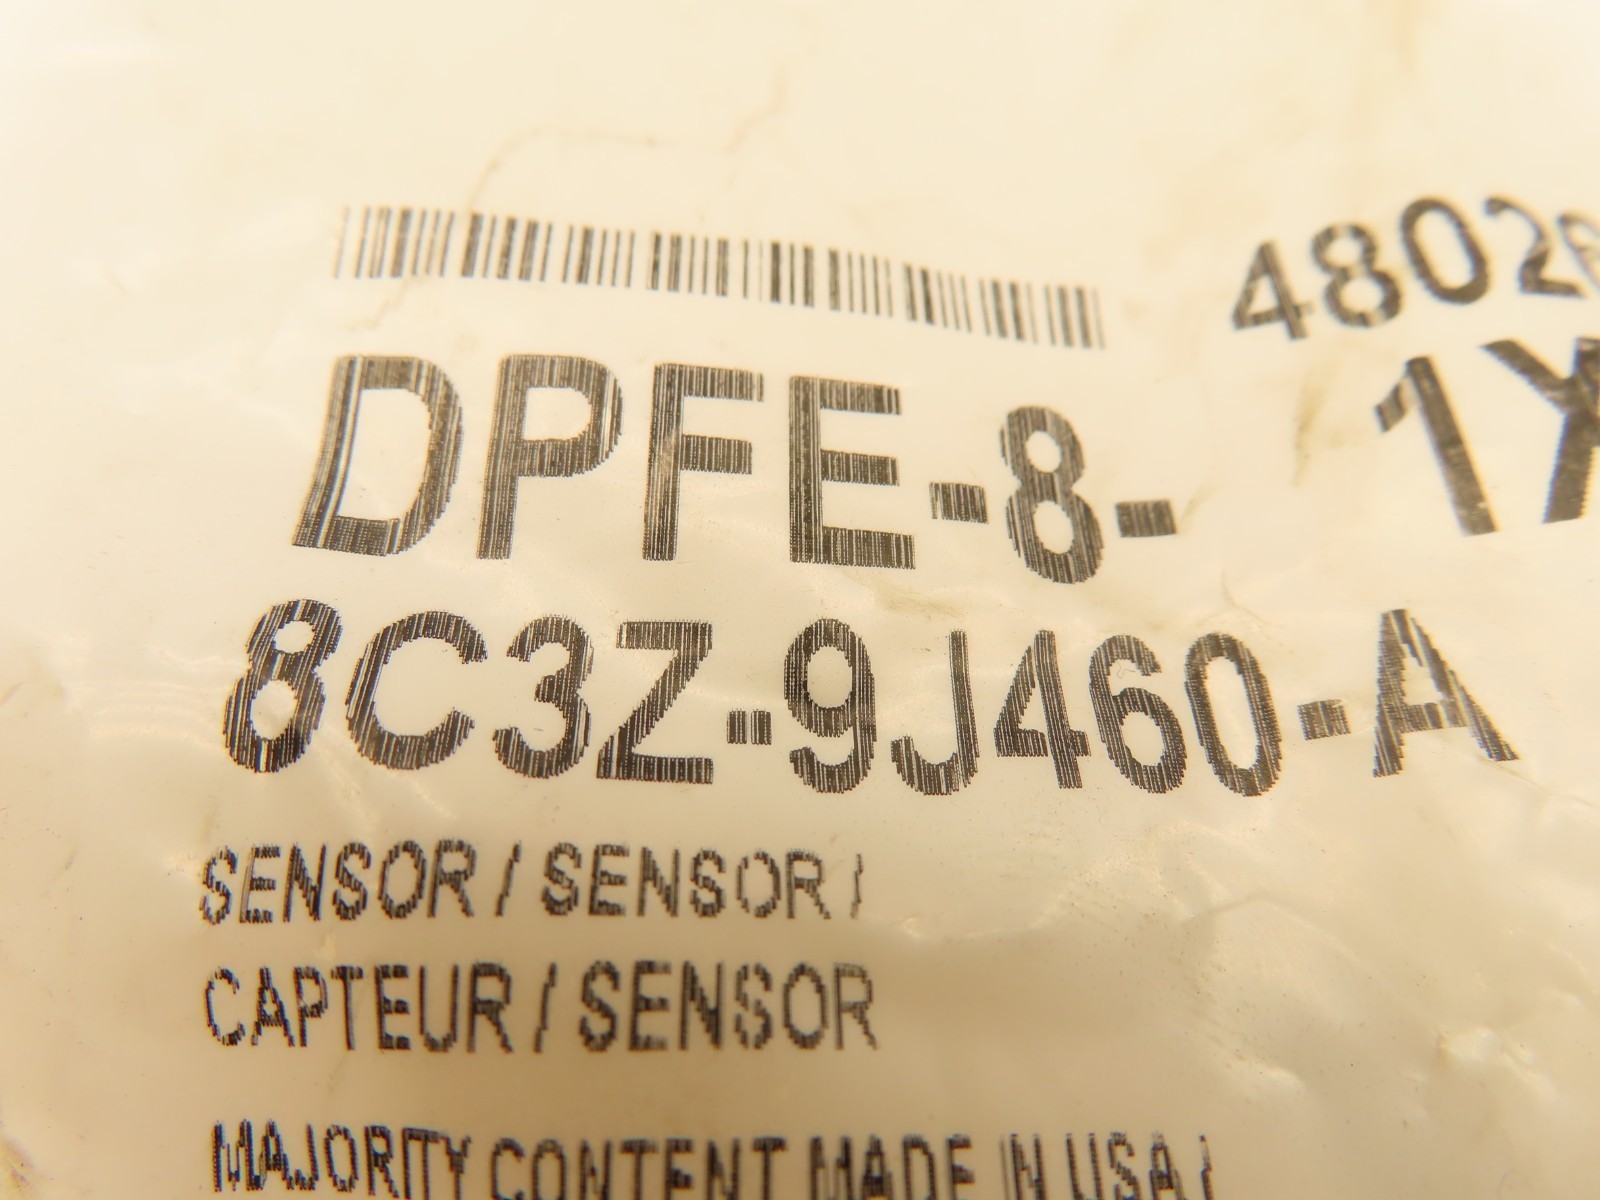 4802
DPFE-8- 1X
8C3Z-9J460-A
SENSOR / SENSOR /
CAPTEUR / SENSOR
MAJORITY CONTENT MADE IN USA /